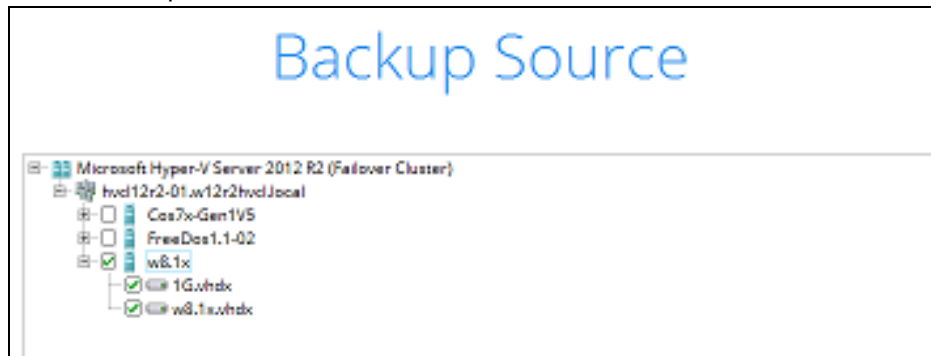 Backup Source
Microsoft Hyper-V Server 2012 R2 (Failover Cluster)
hvcl12r2-01.w12r2hvcl.local
Cos7x-Gen1V5
FreeDos1.1-02
w8.1x
1G.vhdx
w8.1x.vhdx